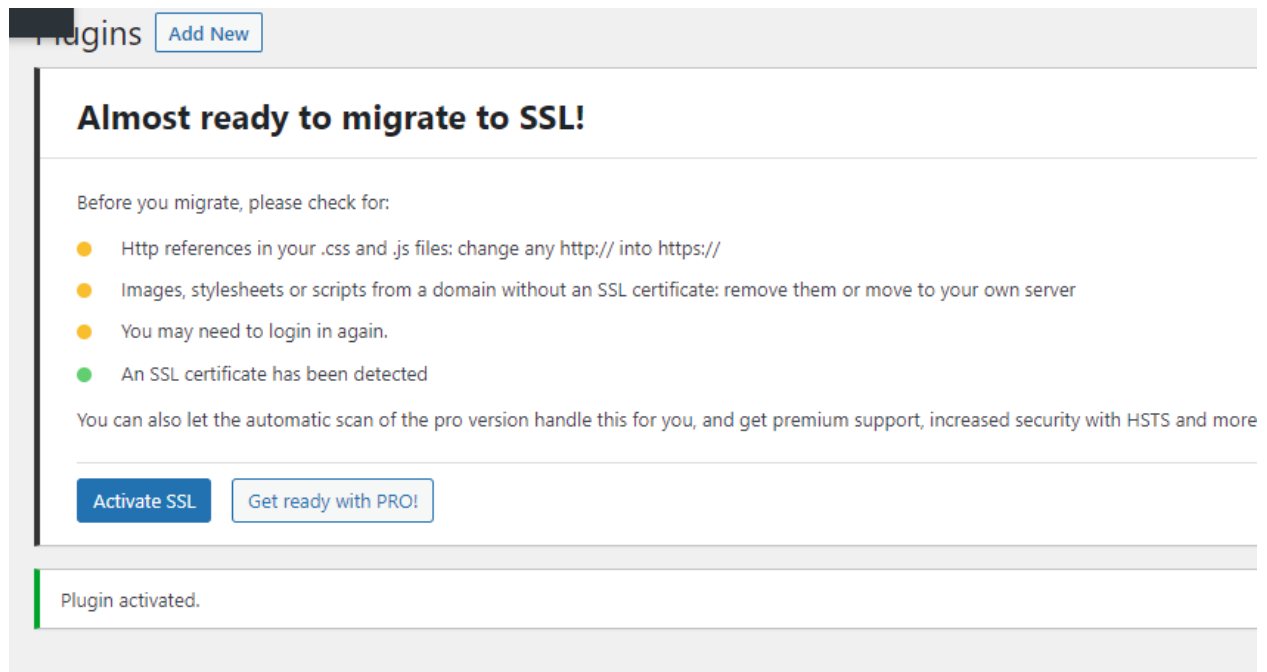 Plugins Add New
Almost ready to migrate to SSL!
Before you migrate, please check for:
Http references in your .css and .js files: change any http:// into https://
Images, stylesheets or scripts from a domain without an SSL certificate: remove them or move to your own server
You may need to login in again.
An SSL certificate has been detected
You can also let the automatic scan of the pro version handle this for you, and get premium support, increased security with HSTS and more
Activate SSL Get ready with PRO!
Plugin activated.